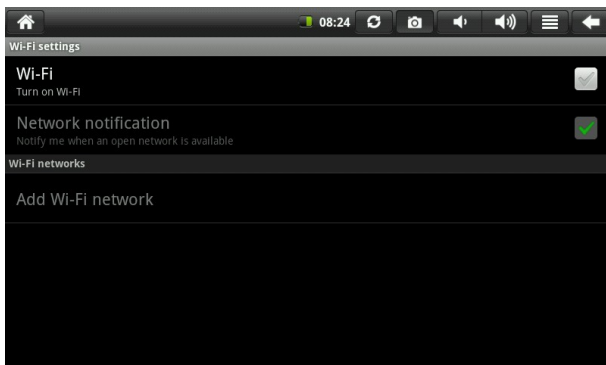 08:24
Wi-Fi settings
Wi-Fi
Turn on Wi-Fi
Network notification
Notify me when an open network is available
Wi-Fi networks
Add Wi-Fi network